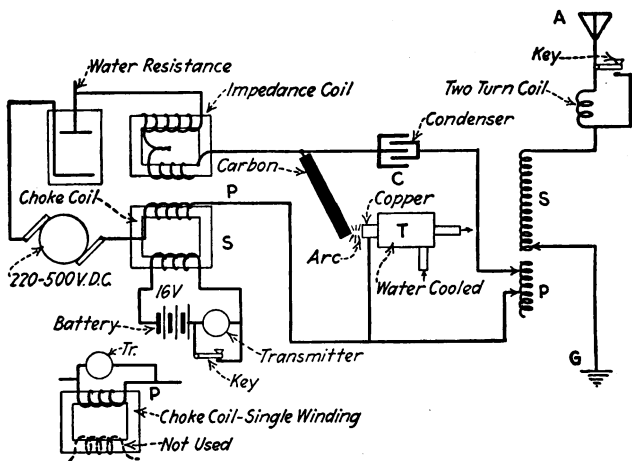 A
Key
Water Resistance
Impedance Coil
Two Turn Coil
Condenser
C
Carbon
Choke Coil
P
S
Copper
T
Arc
Water Cooled
S
P
220-500 V. D.C.
16V
Battery
Transmitter
Key
G
Tr.
P
Choke Coil-Single Winding
Not Used